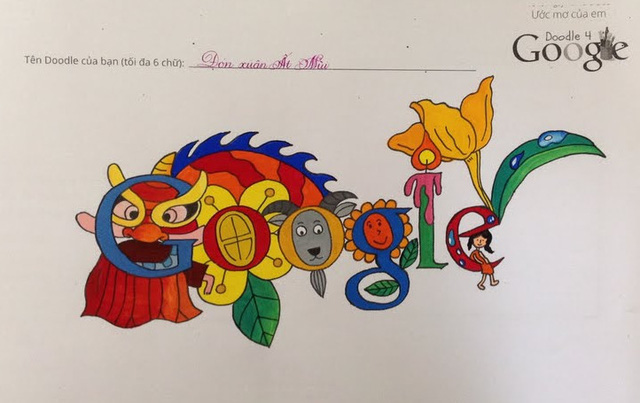 Ước mơ của em
Doodle 4
Google
Tên Doodle của bạn (tối đa 6 chữ): Đón xuân Ất Mùi
Google